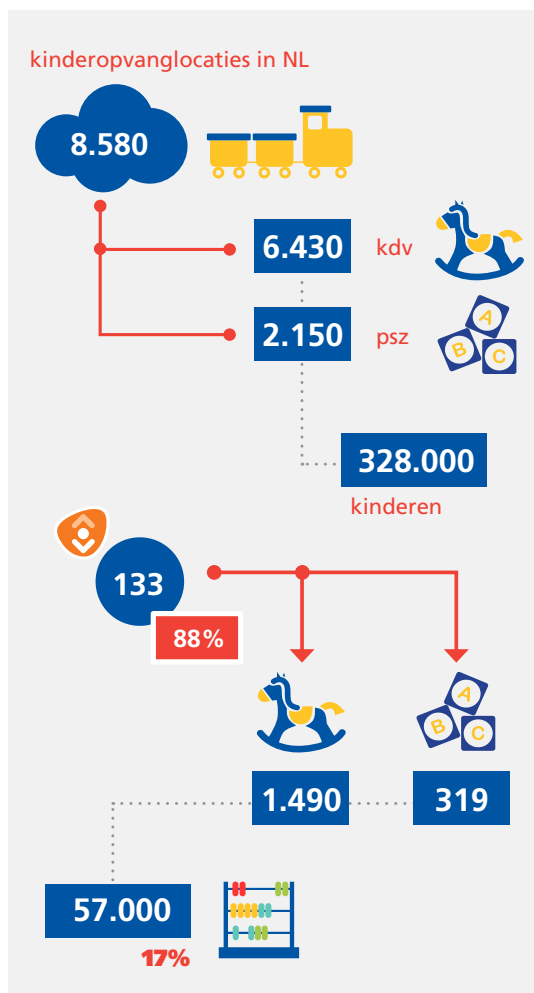 kinderopvanglocaties in NL
8.580
6.430 kdv
2.150 psz
A
B C
328.000
kinderen
133
88%
A
B C
1.490 319
57.000
17%